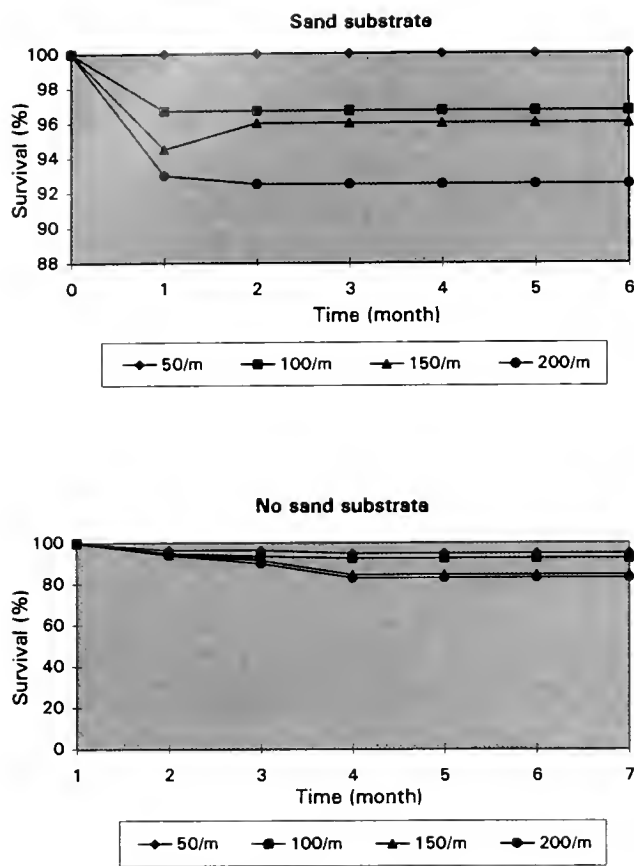 Sand substrate
100
98
96
94
92
90
88
Survival (%)
0 1 2 3 4 5 6
Time (month)
50/m 100/m 150/m 200/m
No sand substrata
100
80
60
40
20
0
Survival (%)
1 2 3 4 5 6 7
Time (month)
50/m 100/m 150/m 200/m